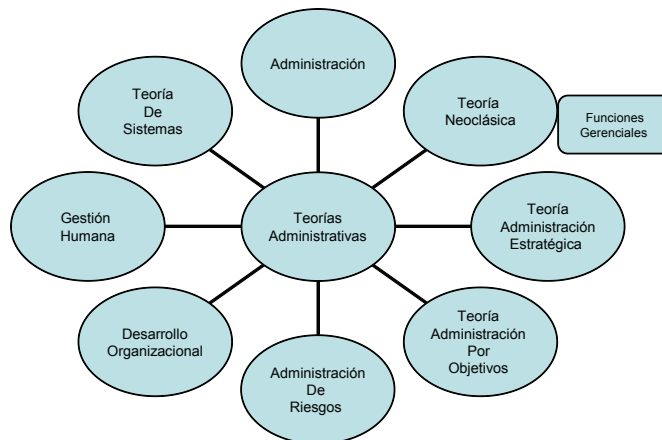 Administración
Teoría
De
Sistemas
Teoría
Neoclásica
Funciones
Gerenciales
Gestión
Humana
Teorías
Administrativas
Teoría
Administración
Estratégica
Desarrollo
Organizacional
Administración
De
Riesgos
Teoría
Administración
Por
Objetivos